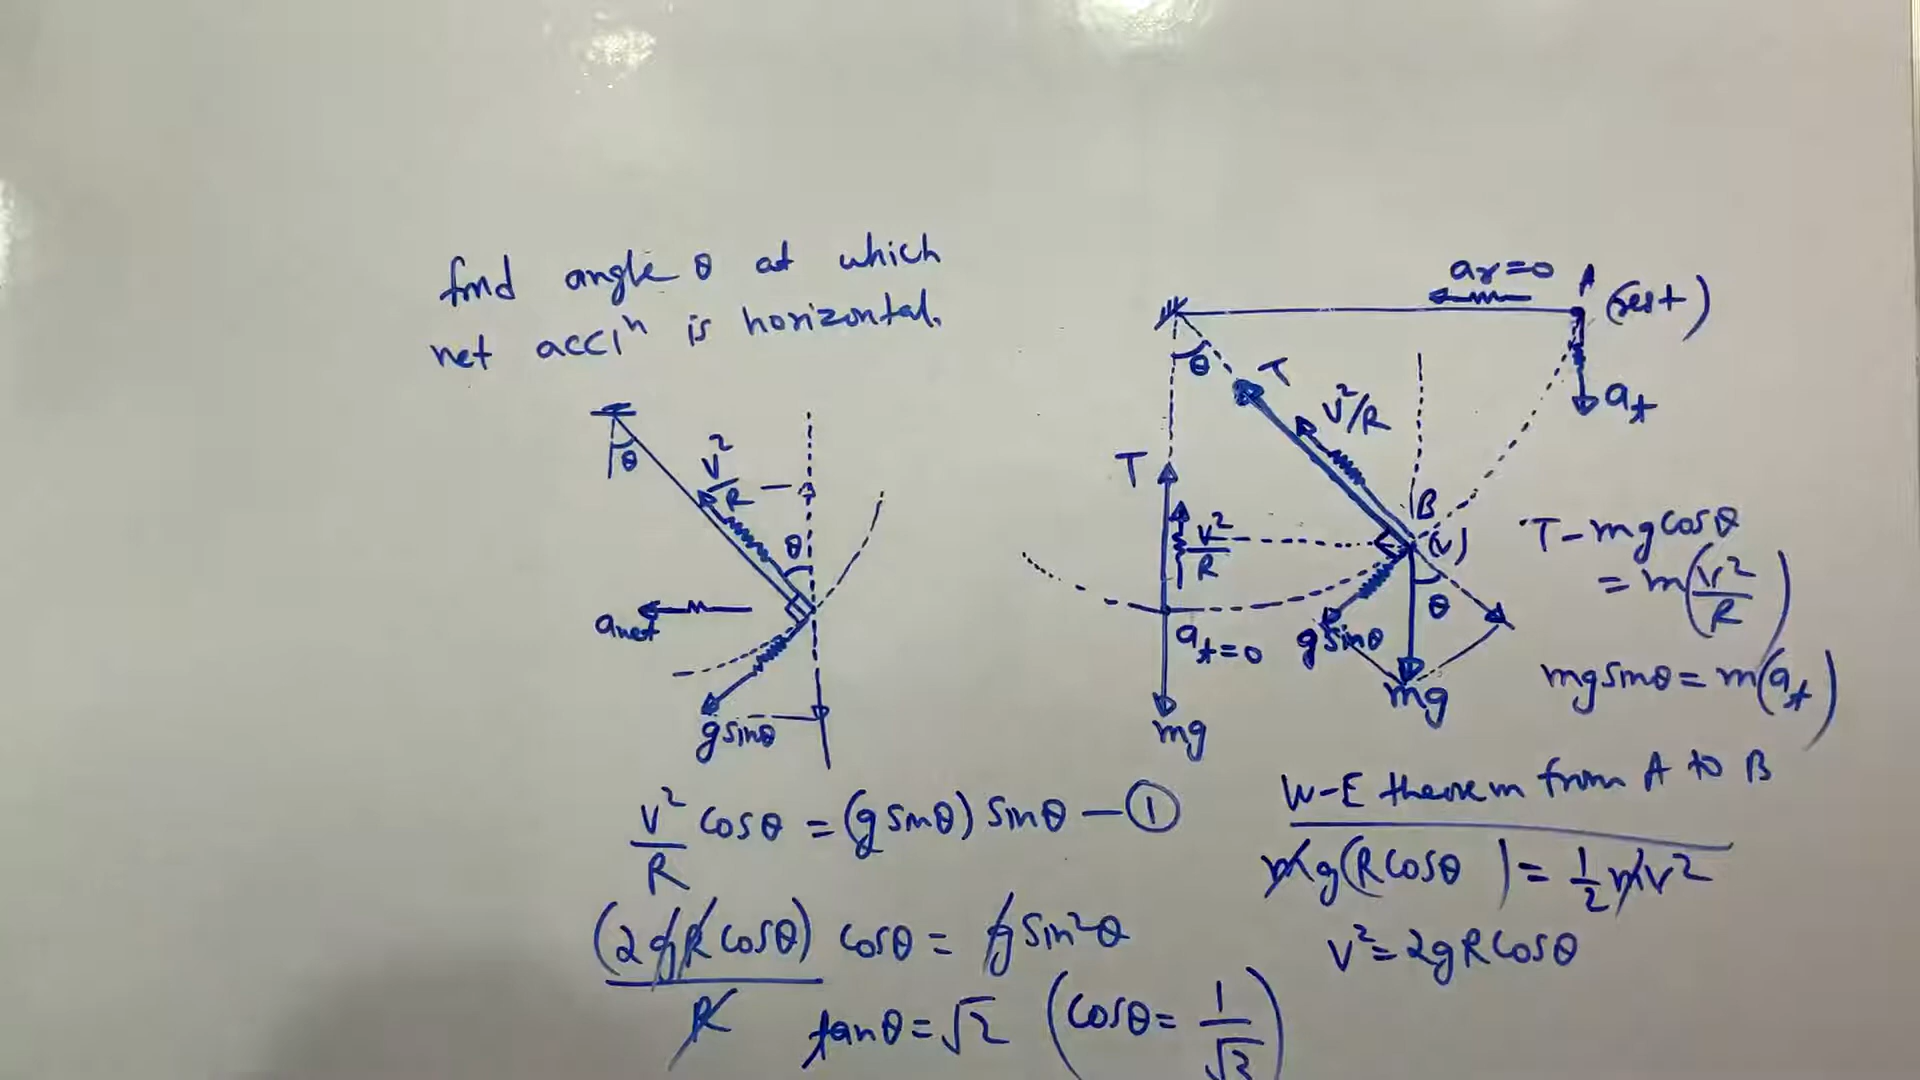 find angle θ at which
net acclⁿ is horizontal.
θ
v²/R
θ
a_net
g sinθ
v²/R cosθ = (g sinθ) sinθ — ①
(2gR cosθ)/R cosθ = g sin²θ
tanθ = √2 (cosθ = 1/√3)
a_r = 0
A
(rest)
a_t
θ
T
v²/R
T
v²/R
a_t = 0
mg
B
(v)
θ
g sinθ
mg
T - mg cosθ
= m(v²/R)
mg sinθ = m(a_t)
W-E theorem from A to B
mg(R cosθ) = 1/2 mv²
v² = 2gR cosθ